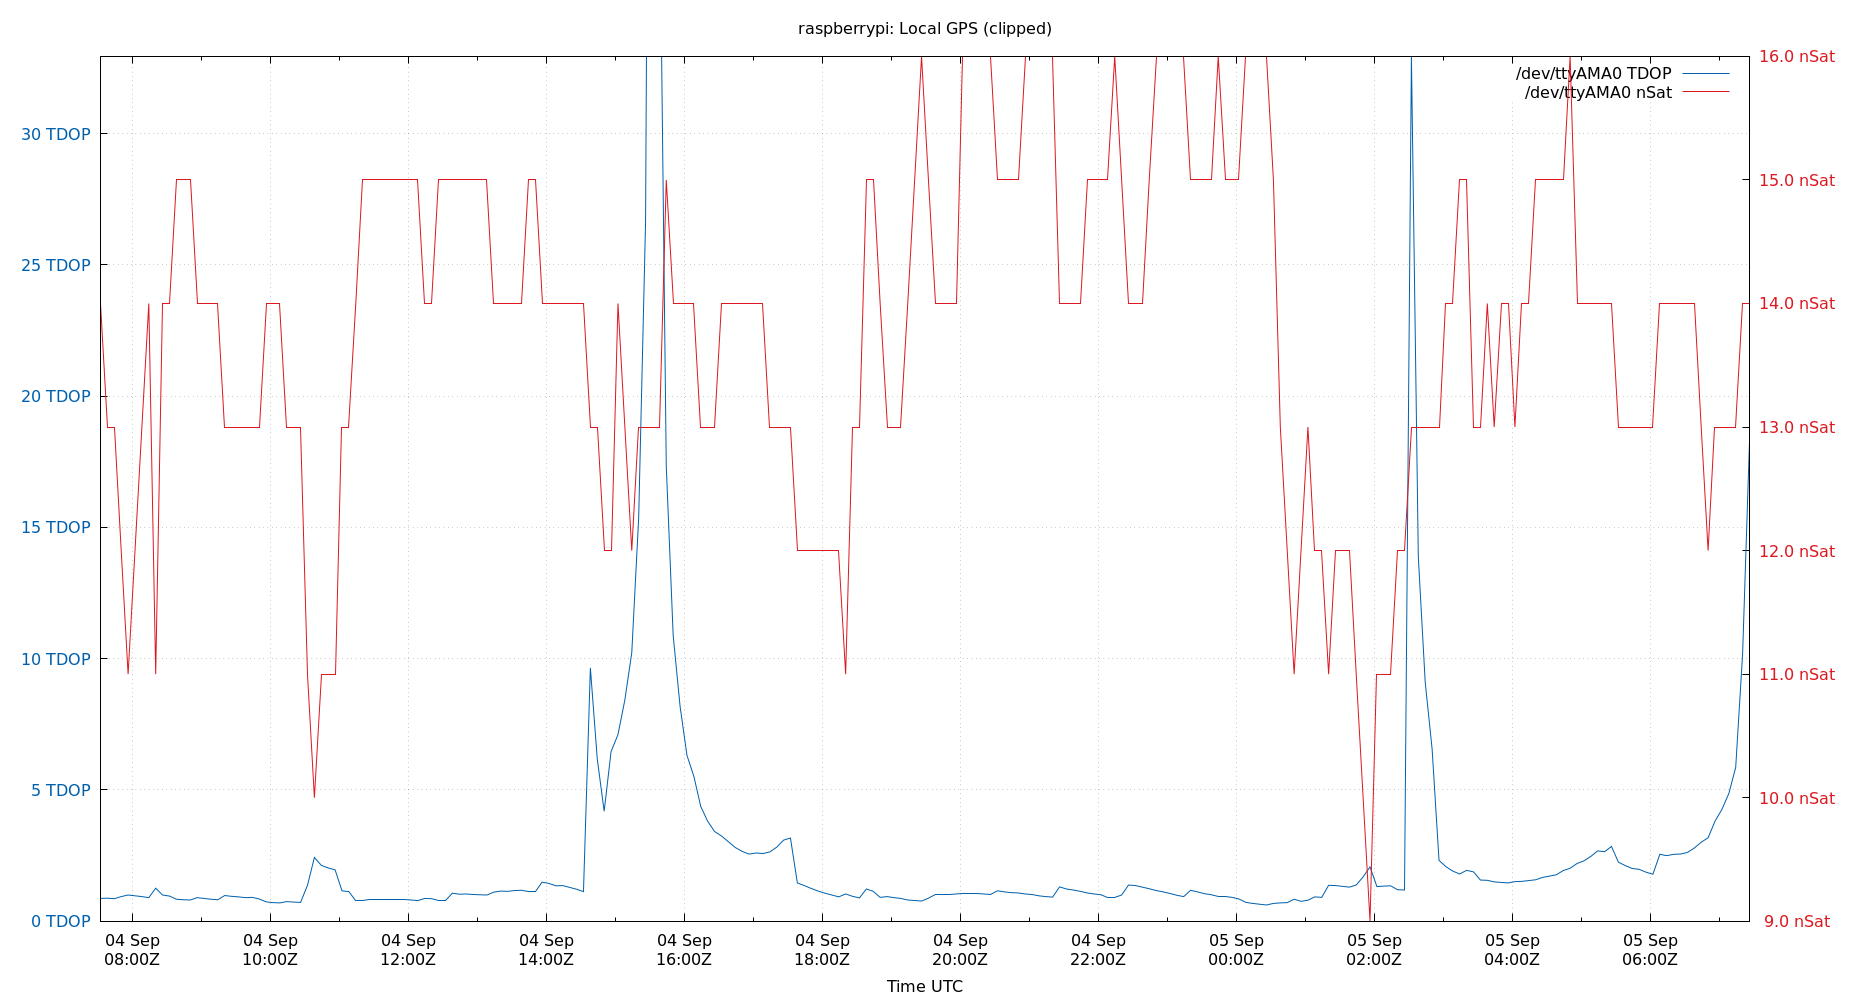 raspberrypi: Local GPS (clipped)
/dev/ttyAMA0 TDOP
/dev/ttyAMA0 nSat
30 TDOP
25 TDOP
20 TDOP
15 TDOP
10 TDOP
5 TDOP
0 TDOP
16.0 nSat
15.0 nSat
14.0 nSat
13.0 nSat
12.0 nSat
11.0 nSat
10.0 nSat
9.0 nSat
04 Sep
08:00Z
04 Sep
10:00Z
04 Sep
12:00Z
04 Sep
14:00Z
04 Sep
16:00Z
04 Sep
18:00Z
04 Sep
20:00Z
04 Sep
22:00Z
05 Sep
00:00Z
05 Sep
02:00Z
05 Sep
04:00Z
05 Sep
06:00Z
Time UTC